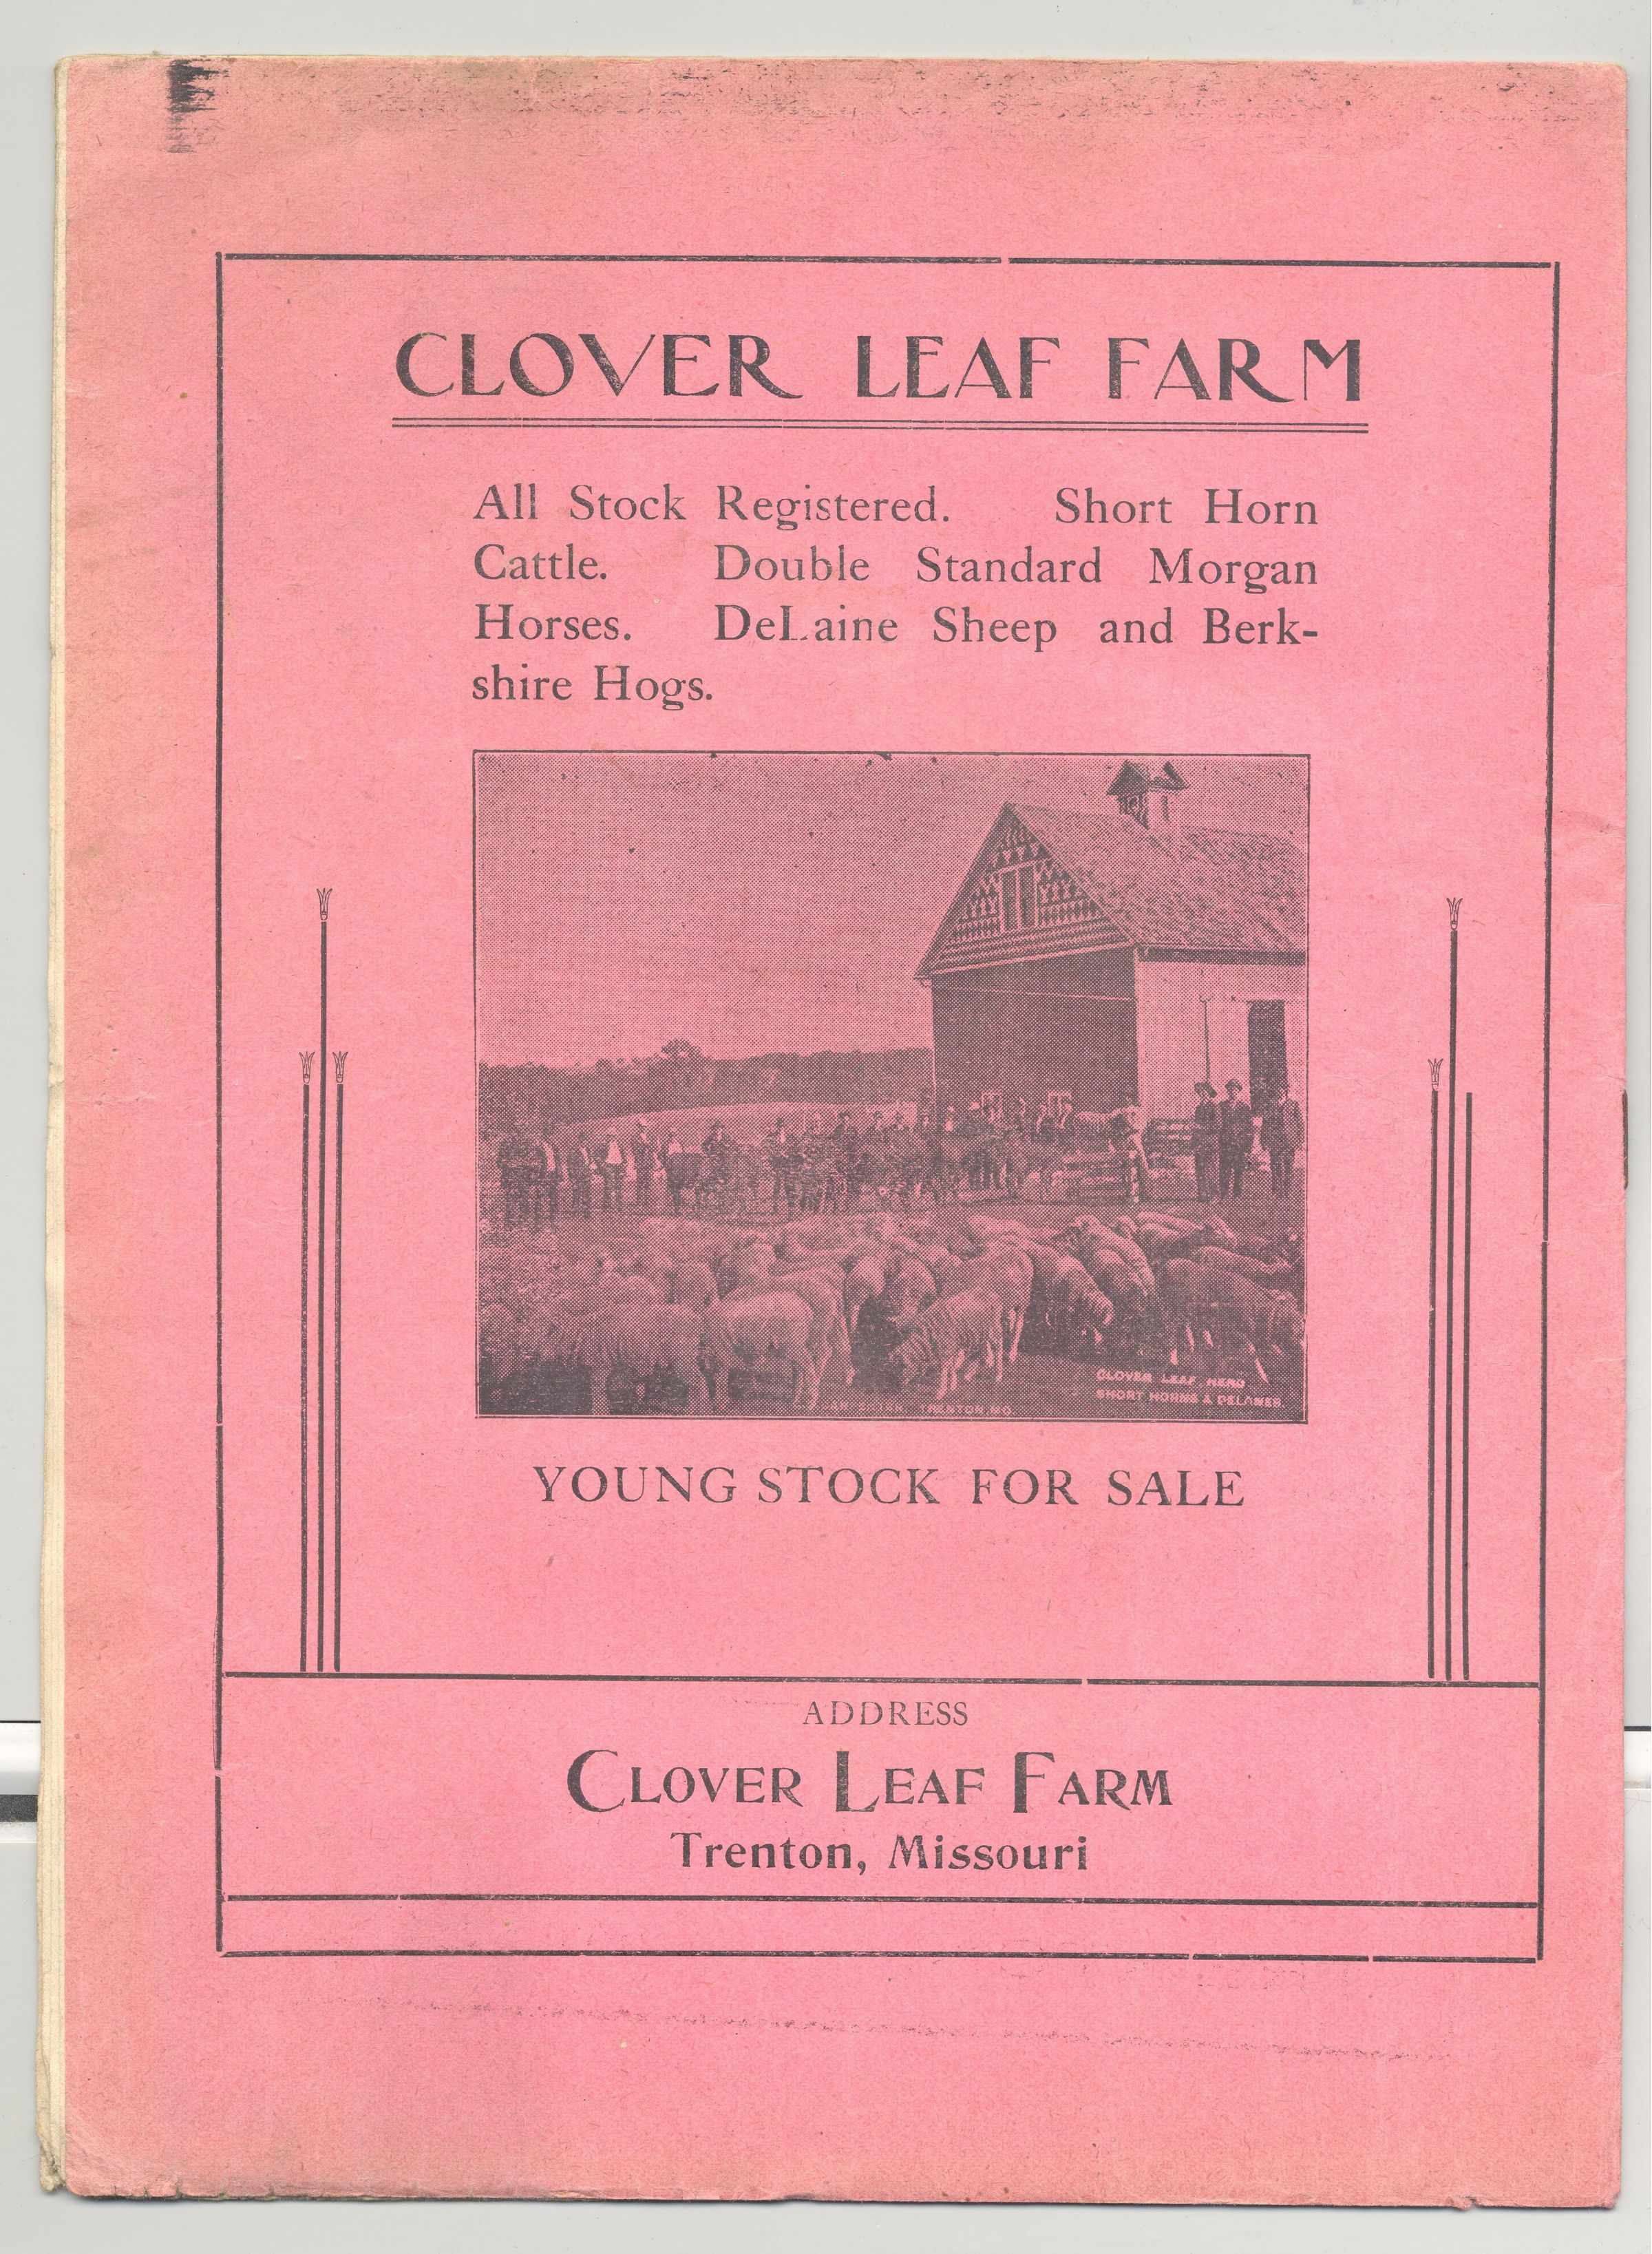 CLOVER LEAF FARM
All Stock Registered. Short Horn
Cattle. Double Standard Morgan
Horses. DeLaine Sheep and Berk-
shire Hogs.
CLOVER LEAF HERD
SHORT HORNS & DELANES.
TRENTON, MO.
YOUNG STOCK FOR SALE
ADDRESS
CLOVER LEAF FARM
Trenton, Missouri